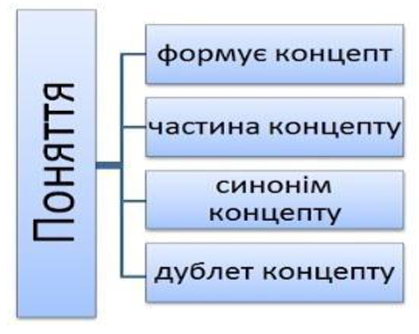 Поняття
формує концепт
частина концепту
синонім
концепту
дублет концепту